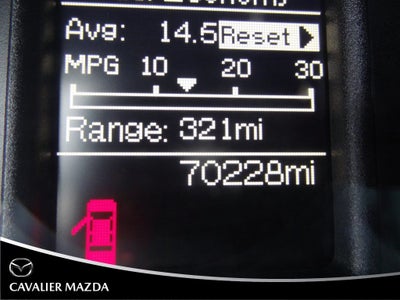 Avg: 14.5 Reset
MPG 10 20 30
Range: 321mi
70228mi
CAVALIER MAZDA